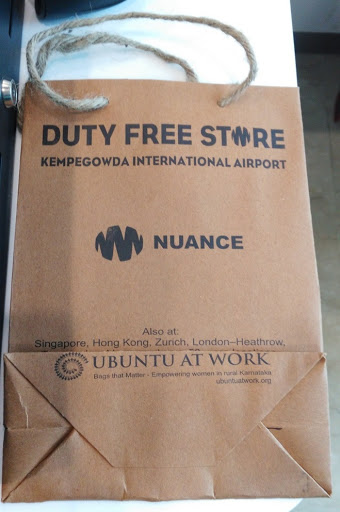 DUTY FREE STORE
KEMPEGOWDA INTERNATIONAL AIRPORT
NUANCE
Also at:
Singapore, Hong Kong, Zurich, London–Heathrow,
UBUNTU AT WORK
Bags that Matter - Empowering women in rural Karnataka
ubuntuatwork.org